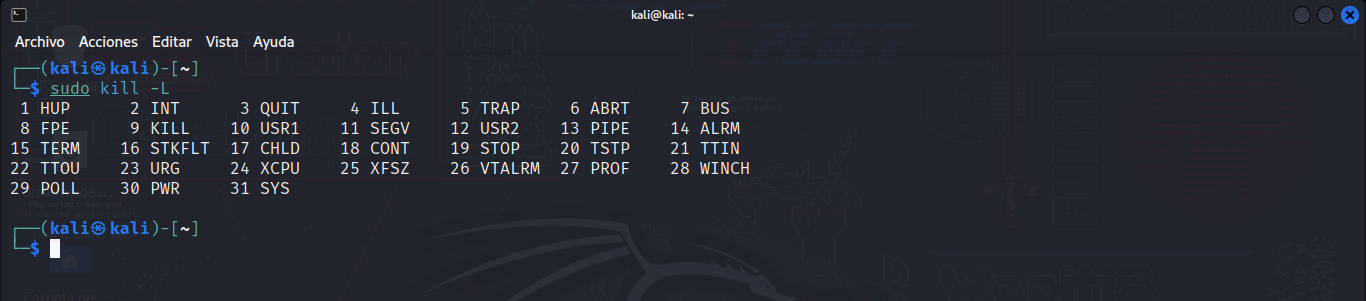 kali@kali: ~
Archivo Acciones Editar Vista Ayuda
┌──(kali㉿kali)-[~]
└─$ sudo kill -L
1 HUP 2 INT 3 QUIT 4 ILL 5 TRAP 6 ABRT 7 BUS
8 FPE 9 KILL 10 USR1 11 SEGV 12 USR2 13 PIPE 14 ALRM
15 TERM 16 STKFLT 17 CHLD 18 CONT 19 STOP 20 TSTP 21 TTIN
22 TTOU 23 URG 24 XCPU 25 XFSZ 26 VTALRM 27 PROF 28 WINCH
29 POLL 30 PWR 31 SYS
┌──(kali㉿kali)-[~]
└─$